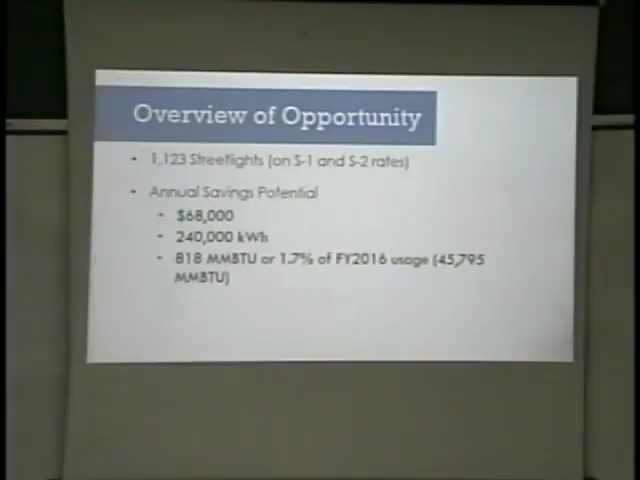 Overview of Opportunity
• 1,123 Streetlights (on S-1 and S-2 rates)
• Annual Savings Potential
• $68,000
• 240,000 kWh
• 818 MMBTU or 1.7% of FY2016 usage (45,795
MMBTU)